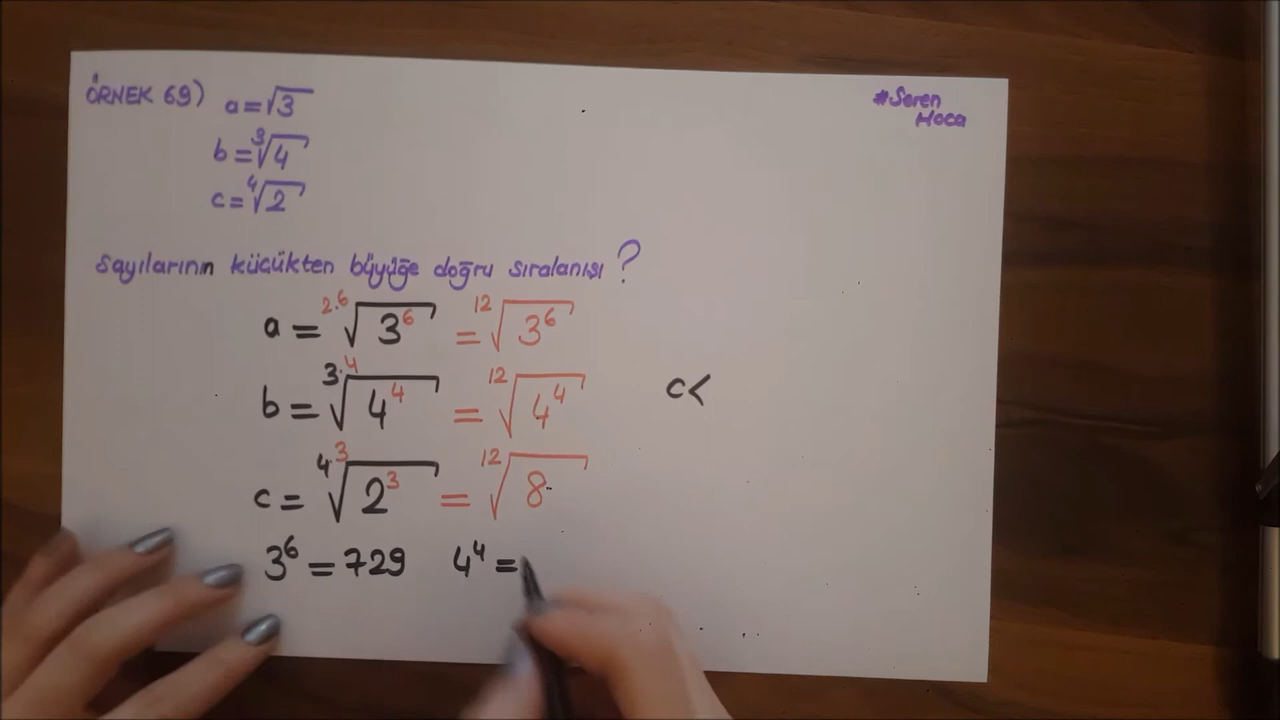 ÖRNEK 69) a=√3
b=∛4
c=∜2
#Seren
Hoca
Sayılarının küçükten büyüğe doğru sıralanışı ?
a = ²·⁶√3⁶ = ¹²√3⁶
b = ³·⁴√4⁴ = ¹²√4⁴
c<
c = ⁴·³√2³ = ¹²√8
3⁶ = 729 4⁴ =